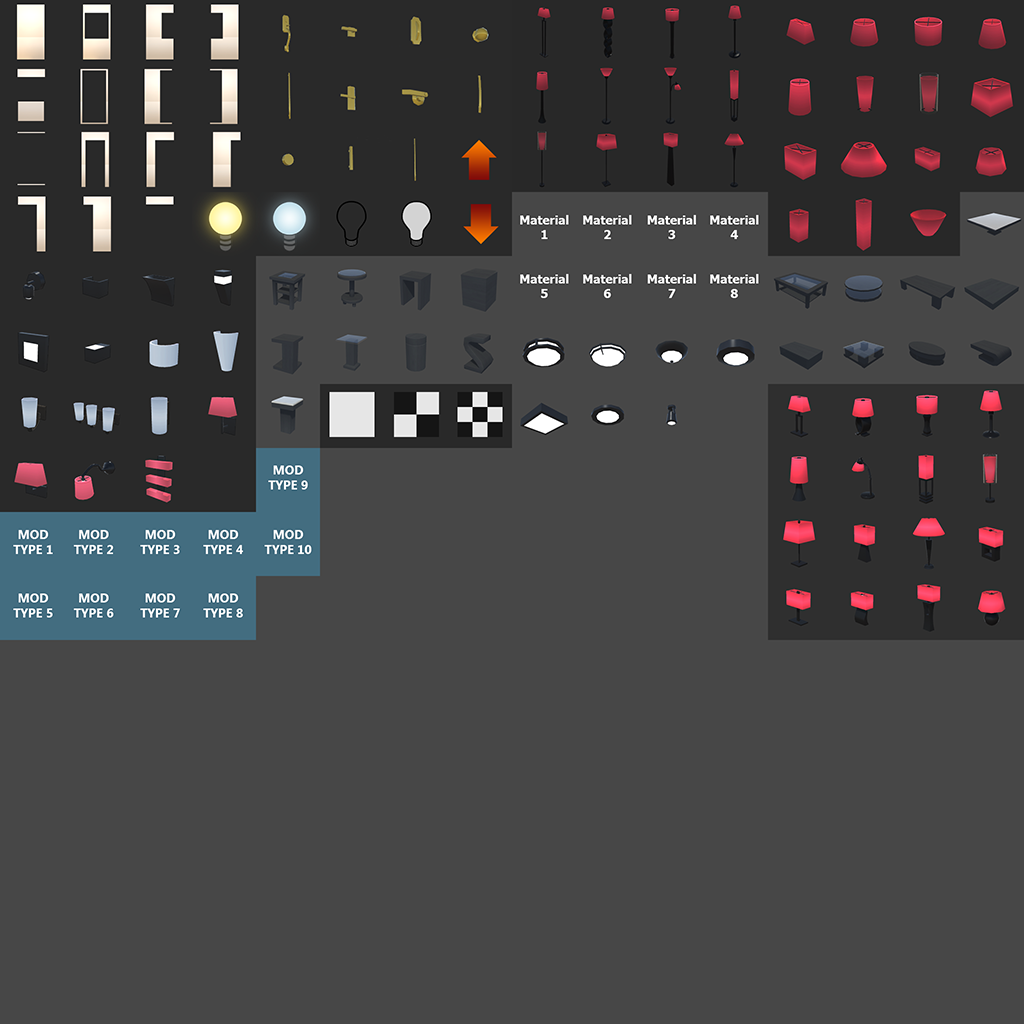 Material Material Material Material
1 2 3 4
Material Material Material Material
5 6 7 8
MOD
TYPE 9
MOD MOD MOD MOD MOD
TYPE 1 TYPE 2 TYPE 3 TYPE 4 TYPE 10
MOD MOD MOD MOD
TYPE 5 TYPE 6 TYPE 7 TYPE 8